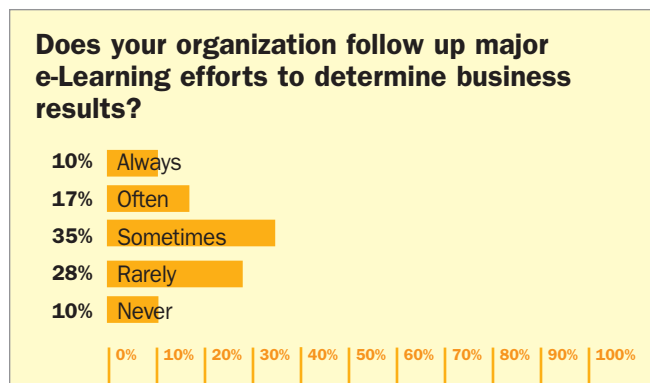 Does your organization follow up major
e-Learning efforts to determine business
results?
10% Always
17% Often
35% Sometimes
28% Rarely
10% Never
0% 10% 20% 30% 40% 50% 60% 70% 80% 90% 100%